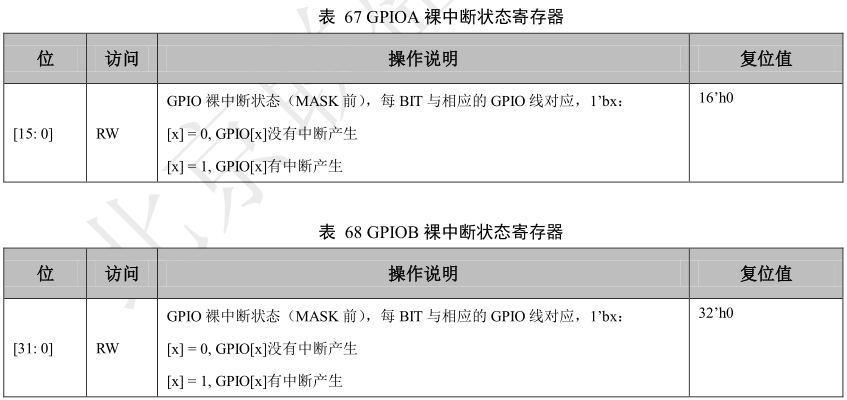 表 67 GPIOA 裸中断状态寄存器
位 访问 操作说明 复位值
GPIO 裸中断状态（MASK 前），每 BIT 与相应的 GPIO 线对应，1’bx： 16’h0
[15: 0] RW [x] = 0, GPIO[x]没有中断产生
[x] = 1, GPIO[x]有中断产生
表 68 GPIOB 裸中断状态寄存器
位 访问 操作说明 复位值
GPIO 裸中断状态（MASK 前），每 BIT 与相应的 GPIO 线对应，1’bx： 32’h0
[31: 0] RW [x] = 0, GPIO[x]没有中断产生
[x] = 1, GPIO[x]有中断产生
北京